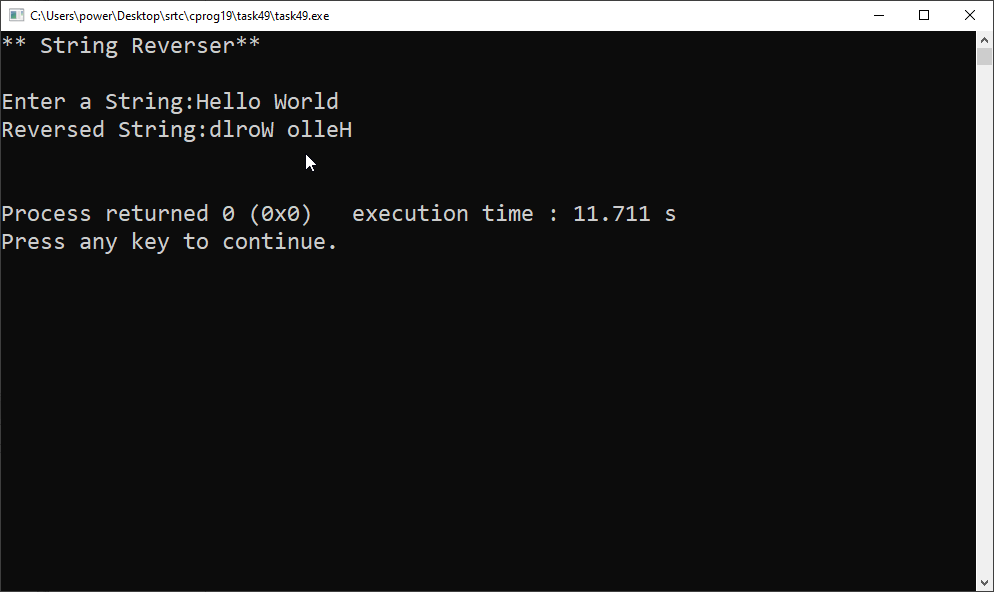 C:\Users\power\Desktop\srtc\cprog19\task49\task49.exe
** String Reverser**
Enter a String:Hello World
Reversed String:dlroW olleH
Process returned 0 (0x0)   execution time : 11.711 s
Press any key to continue.